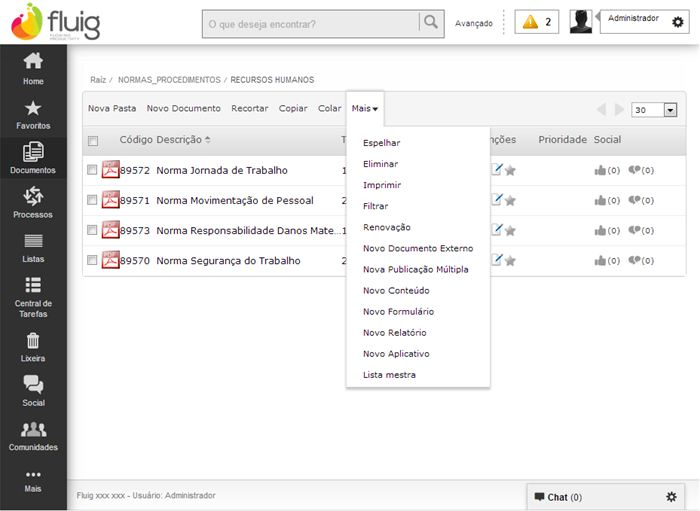 fluig
O que deseja encontrar?
Avançado
2
Administrador
Home
Favoritos
Documentos
Processos
Listas
Central de
Tarefas
Lixeira
Social
Comunidades
Mais
Raiz / NORMAS_PROCEDIMENTOS / RECURSOS HUMANOS
Nova Pasta Novo Documento Recortar Copiar Colar Mais
30
Código Descrição T nções Prioridade Social
89572 Norma Jornada de Trabalho 1 (0) (0)
89571 Norma Movimentação de Pessoal 2 (0) (0)
89573 Norma Responsabilidade Danos Mate... 1 (0) (0)
89570 Norma Segurança do Trabalho 2 (0) (0)
Espelhar
Eliminar
Imprimir
Filtrar
Renovação
Novo Documento Externo
Nova Publicação Múltipla
Novo Conteúdo
Novo Formulário
Novo Relatório
Novo Aplicativo
Lista mestra
Fluig xxx xxx - Usuário: Administrador
Chat (0)